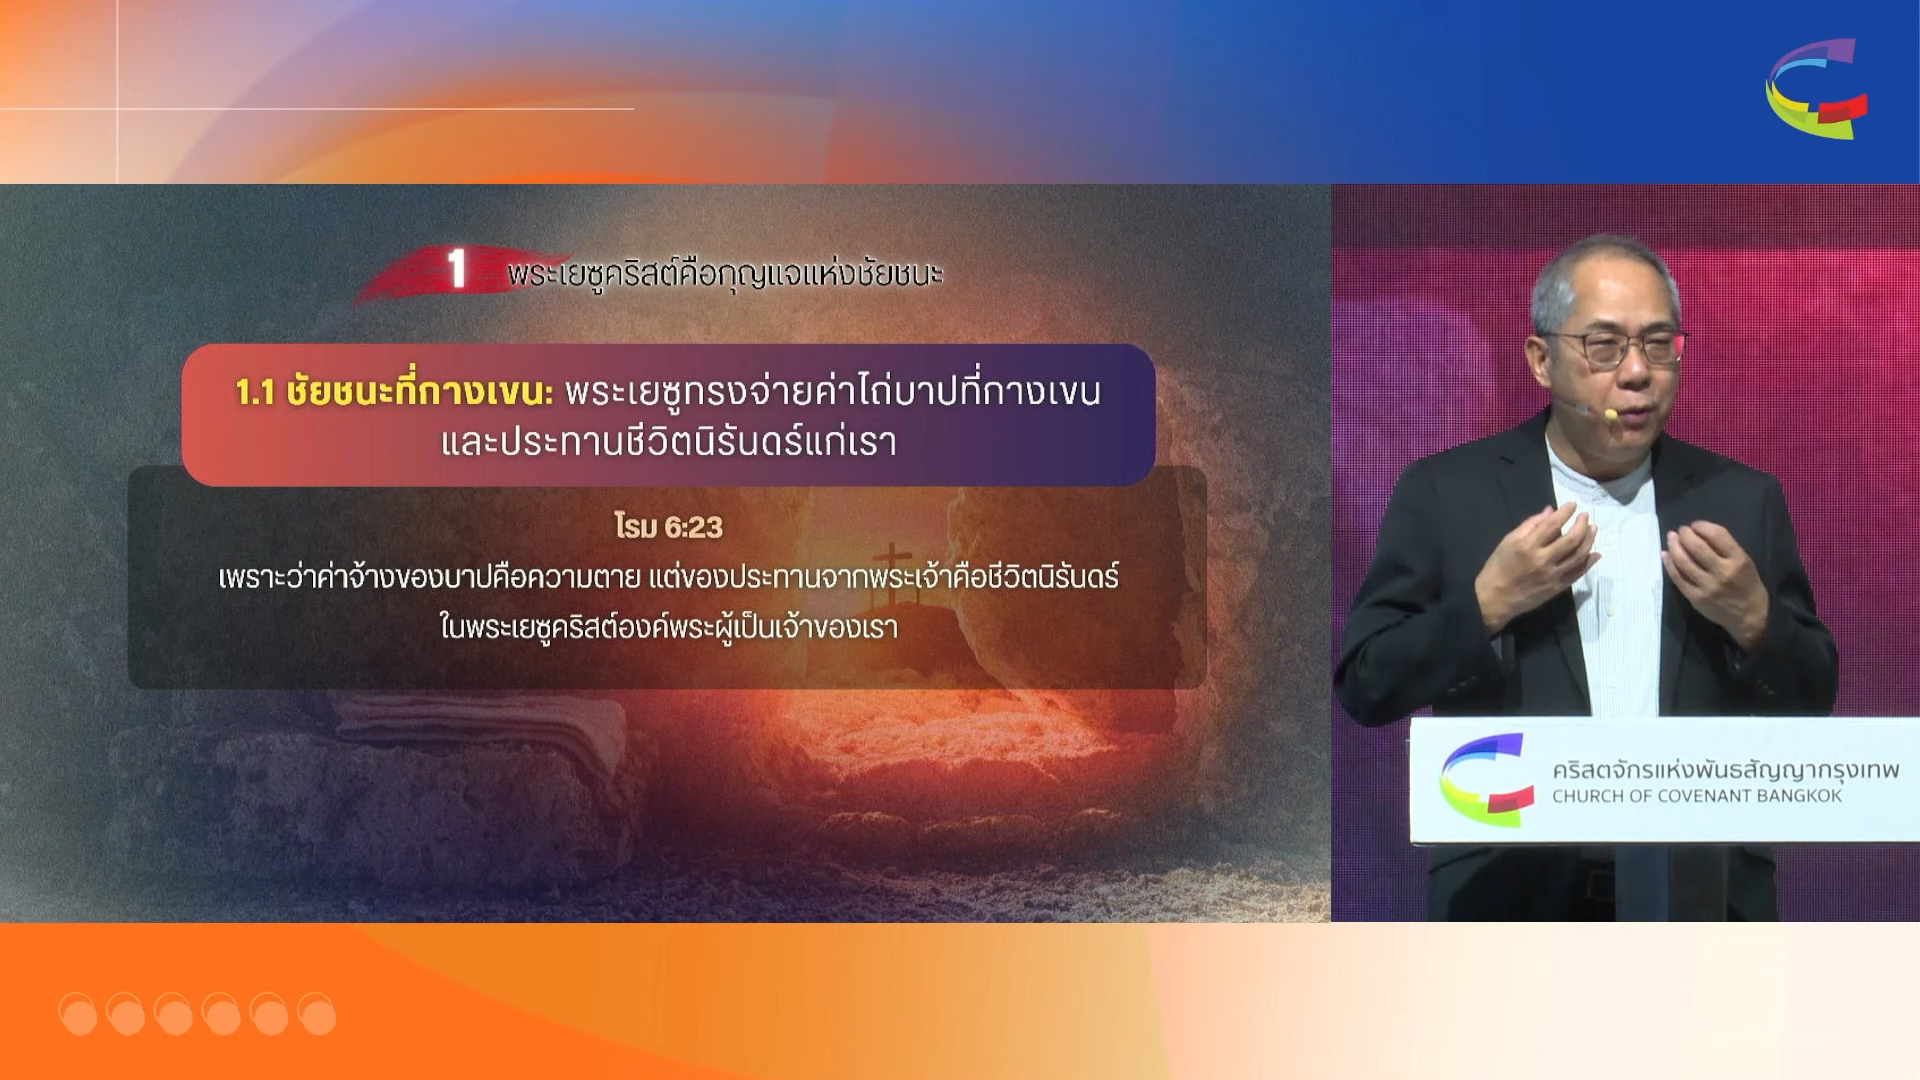 1 พระเยซูคริสต์คือกุญแจแห่งชัยชนะ
1.1 ชัยชนะที่กางเขน: พระเยซูทรงจ่ายค่าไถ่บาปที่กางเขน
และประทานชีวิตนิรันดร์แก่เรา
โรม 6:23
เพราะว่าค่าจ้างของบาปคือความตาย แต่ของประทานจากพระเจ้าคือชีวิตนิรันดร์
ในพระเยซูคริสต์องค์พระผู้เป็นเจ้าของเรา
คริสตจักรแห่งพันธสัญญากรุงเทพ
CHURCH OF COVENANT BANGKOK